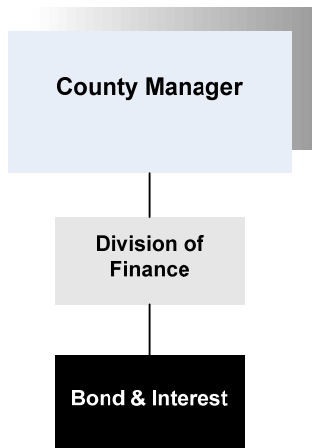 County Manager
Division of
Finance
Bond & Interest